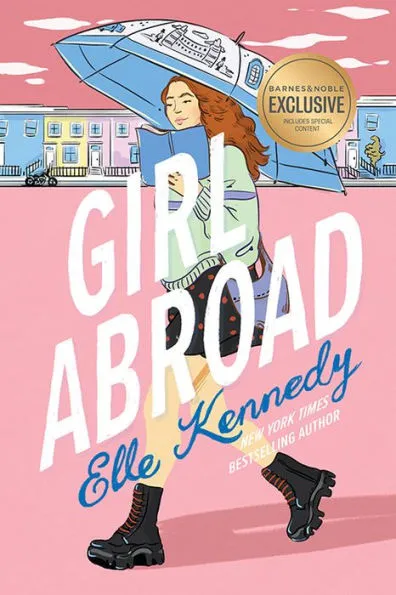 BARNES&NOBLE
EXCLUSIVE
INCLUDES SPECIAL
CONTENT
GIRL
ABROAD
Elle Kennedy
NEW YORK TIMES
BESTSELLING AUTHOR